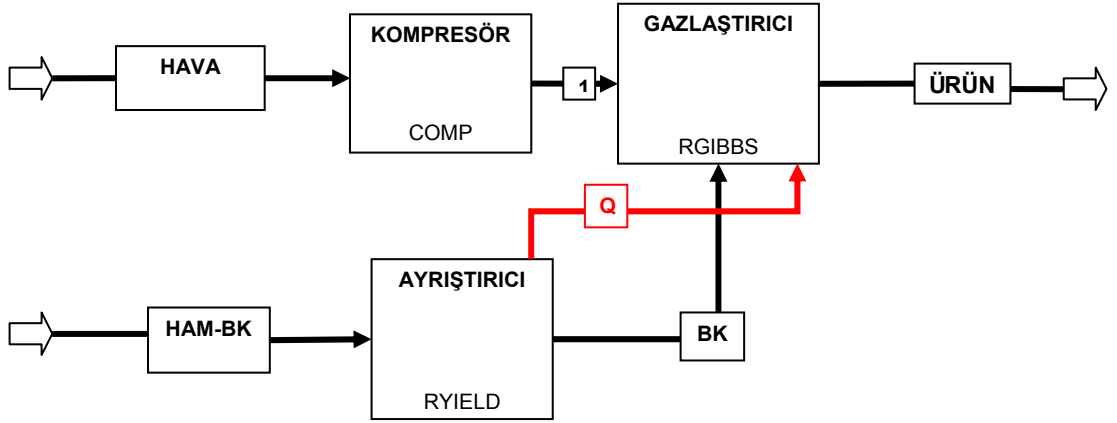 HAVA
KOMPRESÖR
COMP
1
GAZLAŞTIRICI
RGIBBS
ÜRÜN
Q
HAM-BK
AYRIŞTIRICI
RYIELD
BK